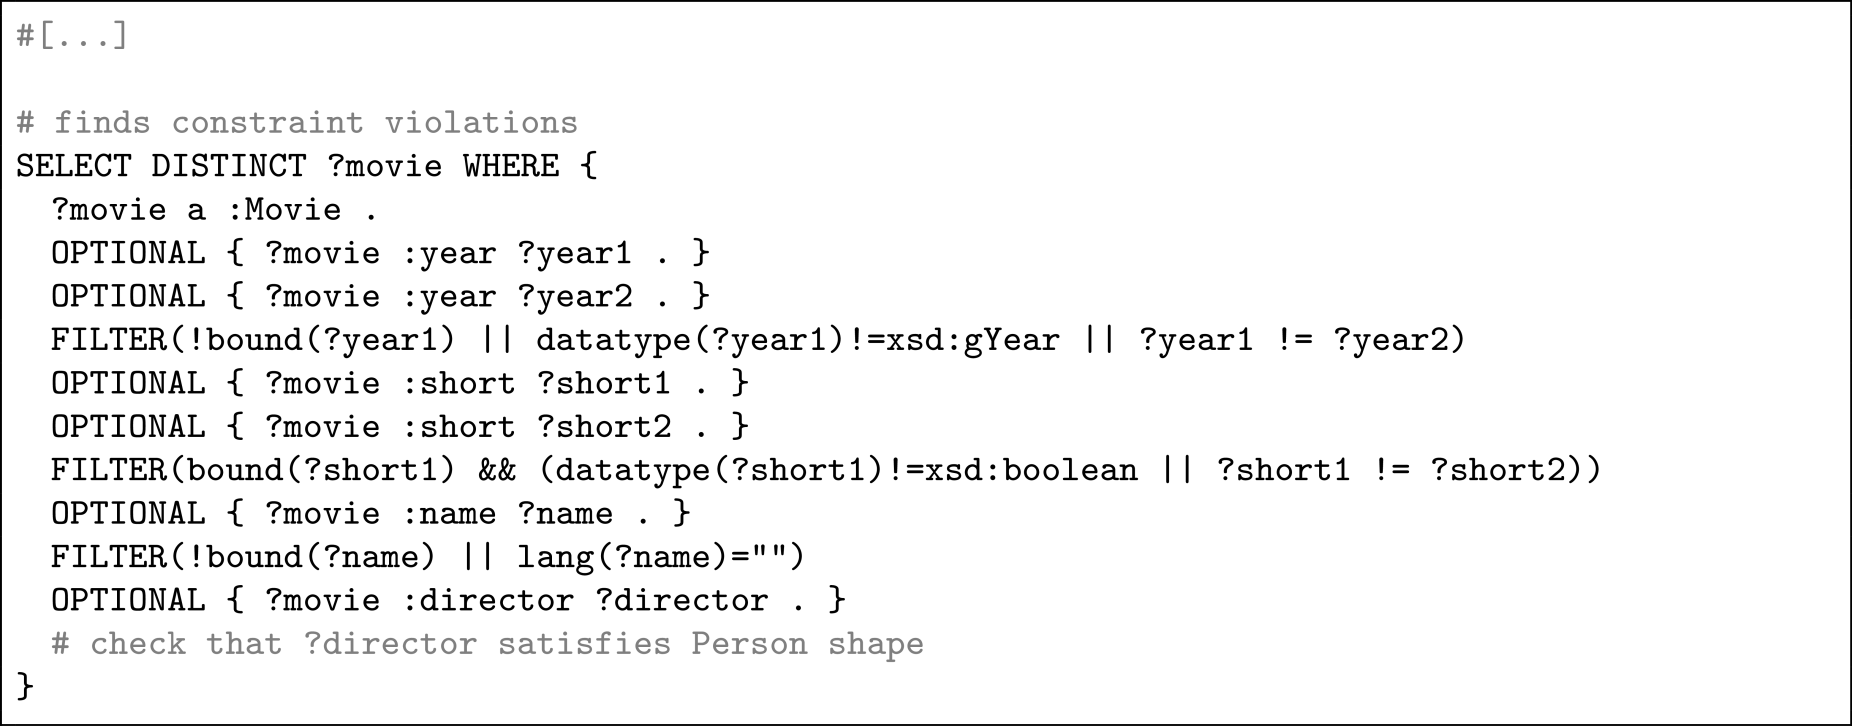 #[...]
# finds constraint violations
SELECT DISTINCT ?movie WHERE {
?movie a :Movie .
OPTIONAL { ?movie :year ?year1 . }
OPTIONAL { ?movie :year ?year2 . }
FILTER(!bound(?year1) || datatype(?year1)!=xsd:gYear || ?year1 != ?year2)
OPTIONAL { ?movie :short ?short1 . }
OPTIONAL { ?movie :short ?short2 . }
FILTER(bound(?short1) && (datatype(?short1)!=xsd:boolean || ?short1 != ?short2))
OPTIONAL { ?movie :name ?name . }
FILTER(!bound(?name) || lang(?name)="")
OPTIONAL { ?movie :director ?director . }
# check that ?director satisfies Person shape
}